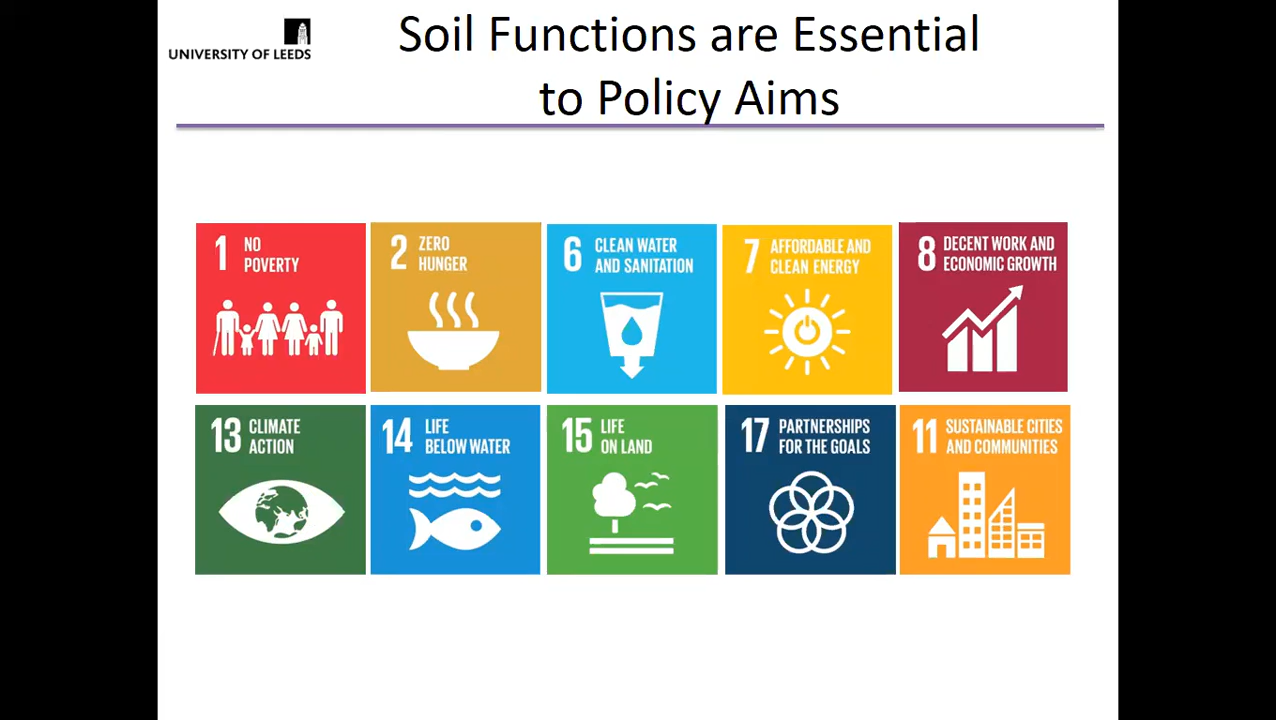 UNIVERSITY OF LEEDS
Soil Functions are Essential
to Policy Aims
1 NO
POVERTY
2 ZERO
HUNGER
6 CLEAN WATER
AND SANITATION
7 AFFORDABLE AND
CLEAN ENERGY
8 DECENT WORK AND
ECONOMIC GROWTH
13 CLIMATE
ACTION
14 LIFE
BELOW WATER
15 LIFE
ON LAND
17 PARTNERSHIPS
FOR THE GOALS
11 SUSTAINABLE CITIES
AND COMMUNITIES